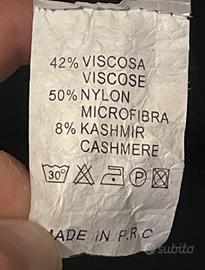 42% VISCOSA
VISCOSE
50% NYLON
MICROFIBRA
8% KASHMIR
CASHMERE
30° P
MADE IN P.R.C
subito